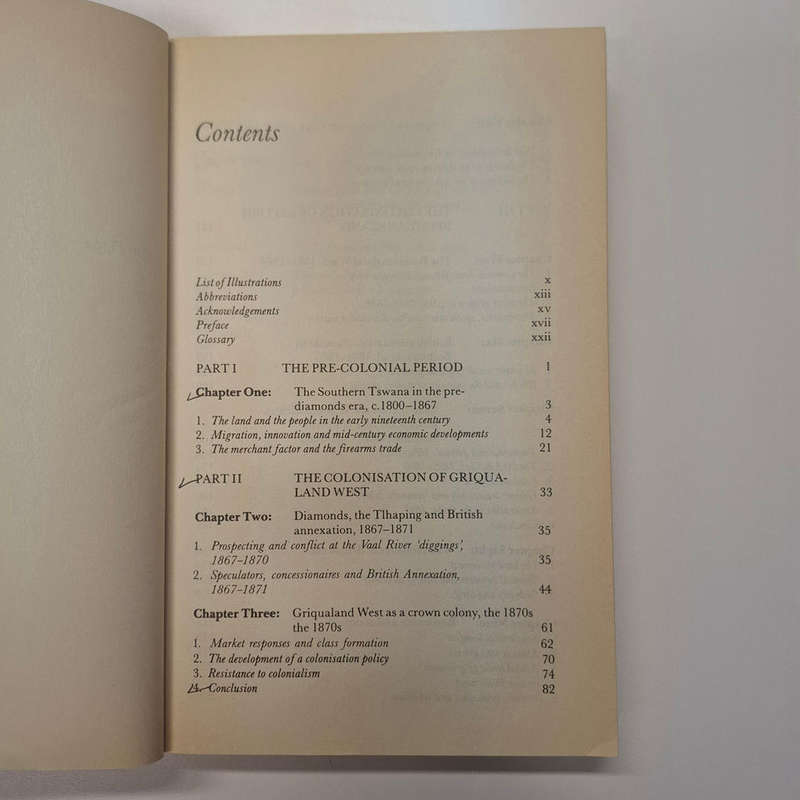 Contents
List of Illustrations x
Abbreviations xiii
Acknowledgements xv
Preface xvii
Glossary xxii
PART I THE PRE-COLONIAL PERIOD 1
Chapter One: The Southern Tswana in the pre-
diamonds era, c.1800–1867 3
1. The land and the people in the early nineteenth century 4
2. Migration, innovation and mid-century economic developments 12
3. The merchant factor and the firearms trade 21
PART II THE COLONISATION OF GRIQUA-
LAND WEST 33
Chapter Two: Diamonds, the Tlhaping and British
annexation, 1867–1871 35
1. Prospecting and conflict at the Vaal River 'diggings',
1867–1870 35
2. Speculators, concessionaires and British Annexation,
1867–1871 44
Chapter Three: Griqualand West as a crown colony, the 1870s
the 1870s 61
1. Market responses and class formation 62
2. The development of a colonisation policy 70
3. Resistance to colonialism 74
4. Conclusion 82